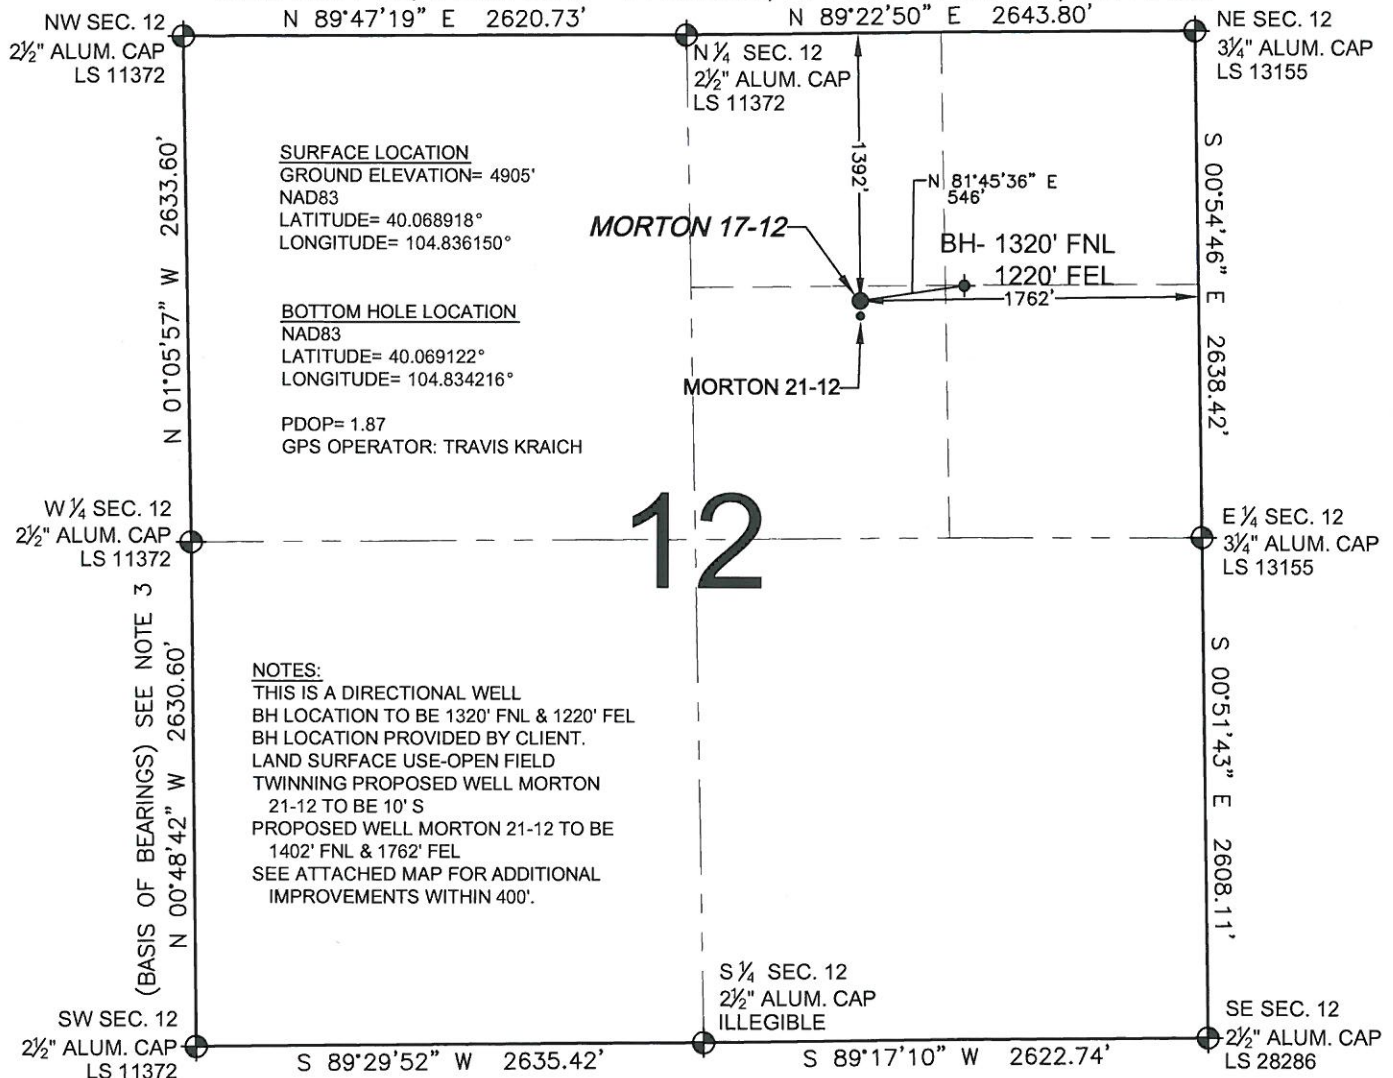 N 89°47'19" E 2620.73'
N 89°22'50" E 2643.80'
NW SEC. 12
2½" ALUM. CAP
LS 11372
N ¼ SEC. 12
2½" ALUM. CAP
LS 11372
NE SEC. 12
3¼" ALUM. CAP
LS 13155
SURFACE LOCATION
GROUND ELEVATION= 4905'
NAD83
LATITUDE= 40.068918°
LONGITUDE= 104.836150°
BOTTOM HOLE LOCATION
NAD83
LATITUDE= 40.069122°
LONGITUDE= 104.834216°
PDOP= 1.87
GPS OPERATOR: TRAVIS KRAICH
N 01°05'57" W 2633.60'
1392'
N 81°45'36" E
546'
MORTON 17-12
BH- 1320' FNL
1220' FEL
1762'
MORTON 21-12
S 00°54'46" E 2638.42'
W ¼ SEC. 12
2½" ALUM. CAP
LS 11372
12
E ¼ SEC. 12
3¼" ALUM. CAP
LS 13155
(BASIS OF BEARINGS) SEE NOTE 3
N 00°48'42" W 2630.60'
NOTES:
THIS IS A DIRECTIONAL WELL
BH LOCATION TO BE 1320' FNL & 1220' FEL
BH LOCATION PROVIDED BY CLIENT.
LAND SURFACE USE-OPEN FIELD
TWINNING PROPOSED WELL MORTON
21-12 TO BE 10' S
PROPOSED WELL MORTON 21-12 TO BE
1402' FNL & 1762' FEL
SEE ATTACHED MAP FOR ADDITIONAL
IMPROVEMENTS WITHIN 400'.
S 00°51'43" E 2608.11'
SW SEC. 12
2½" ALUM. CAP
LS 11372
S ¼ SEC. 12
2½" ALUM. CAP
ILLEGIBLE
SE SEC. 12
2½" ALUM. CAP
LS 28286
S 89°29'52" W 2635.42'
S 89°17'10" W 2622.74'